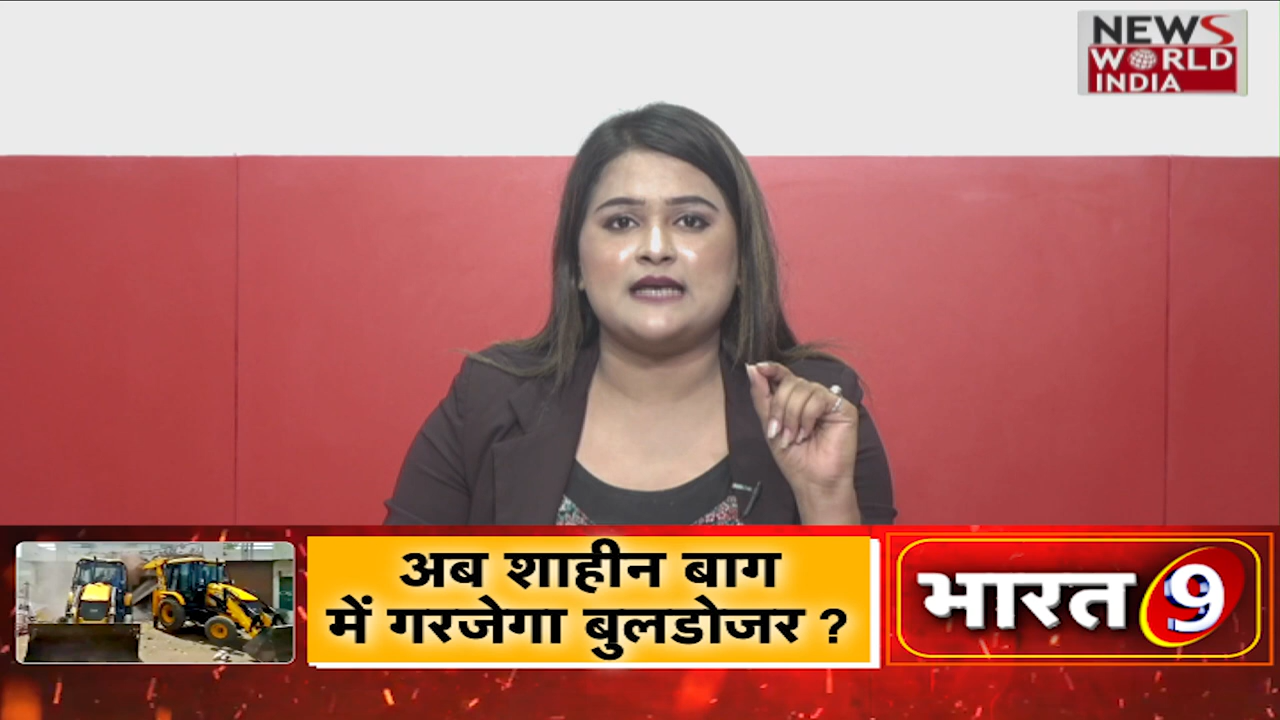 NEWS
WORLD
INDIA
अब शाहीन बाग
में गरजेगा बुलडोजर ?
भारत 9